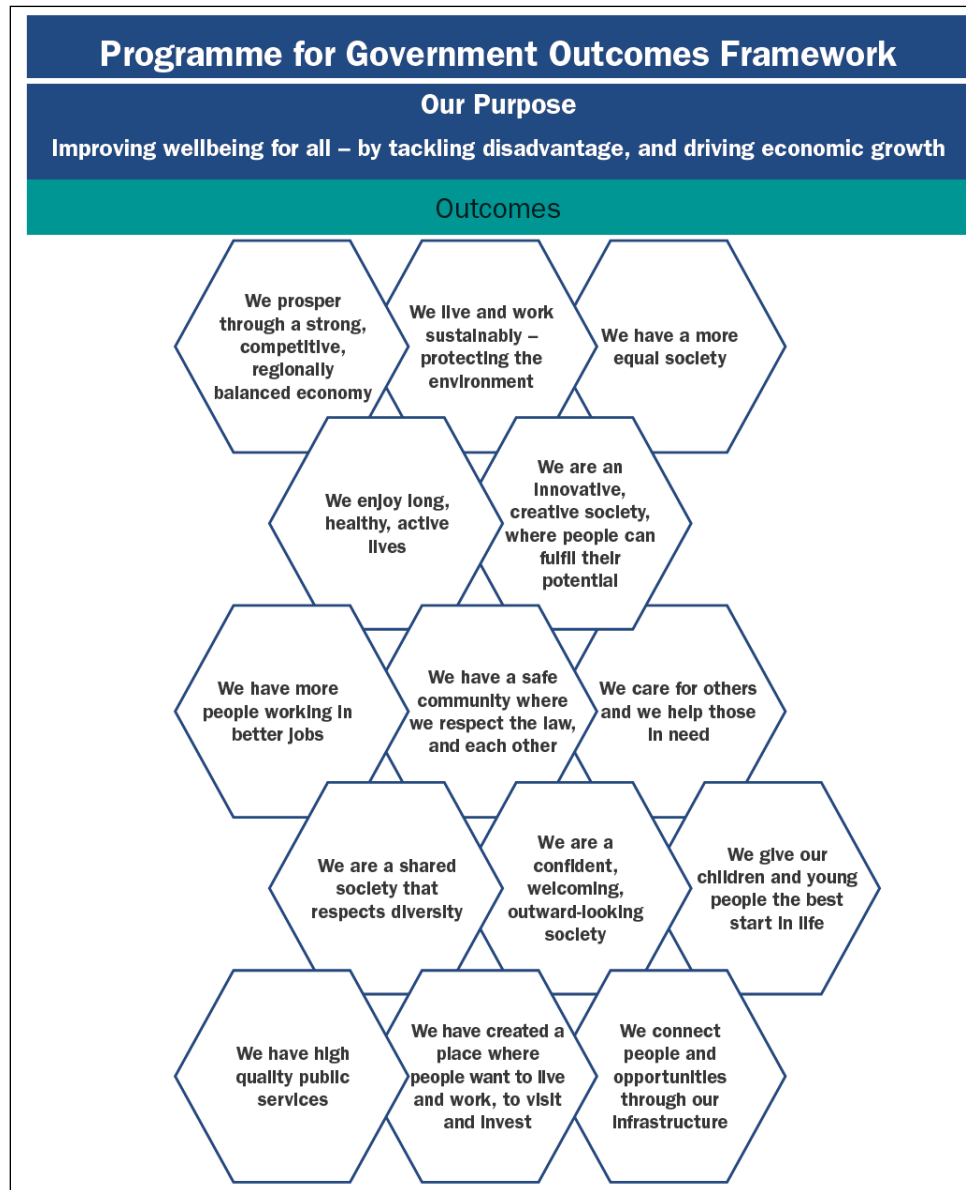 Programme for Government Outcomes Framework
Our Purpose
Improving wellbeing for all – by tackling disadvantage, and driving economic growth
Outcomes
We prosper
through a strong,
competitive,
regionally
balanced economy
We live and work
sustainably –
protecting the
environment
We have a more
equal society
We enjoy long,
healthy, active
lives
We are an
innovative,
creative society,
where people can
fulfil their
potential
We have more
people working in
better jobs
We have a safe
community where
we respect the law,
and each other
We care for others
and we help those
in need
We are a shared
society that
respects diversity
We are a
confident,
welcoming,
outward-looking
society
We give our
children and young
people the best
start in life
We have high
quality public
services
We have created a
place where
people want to live
and work, to visit
and invest
We connect
people and
opportunities
through our
infrastructure